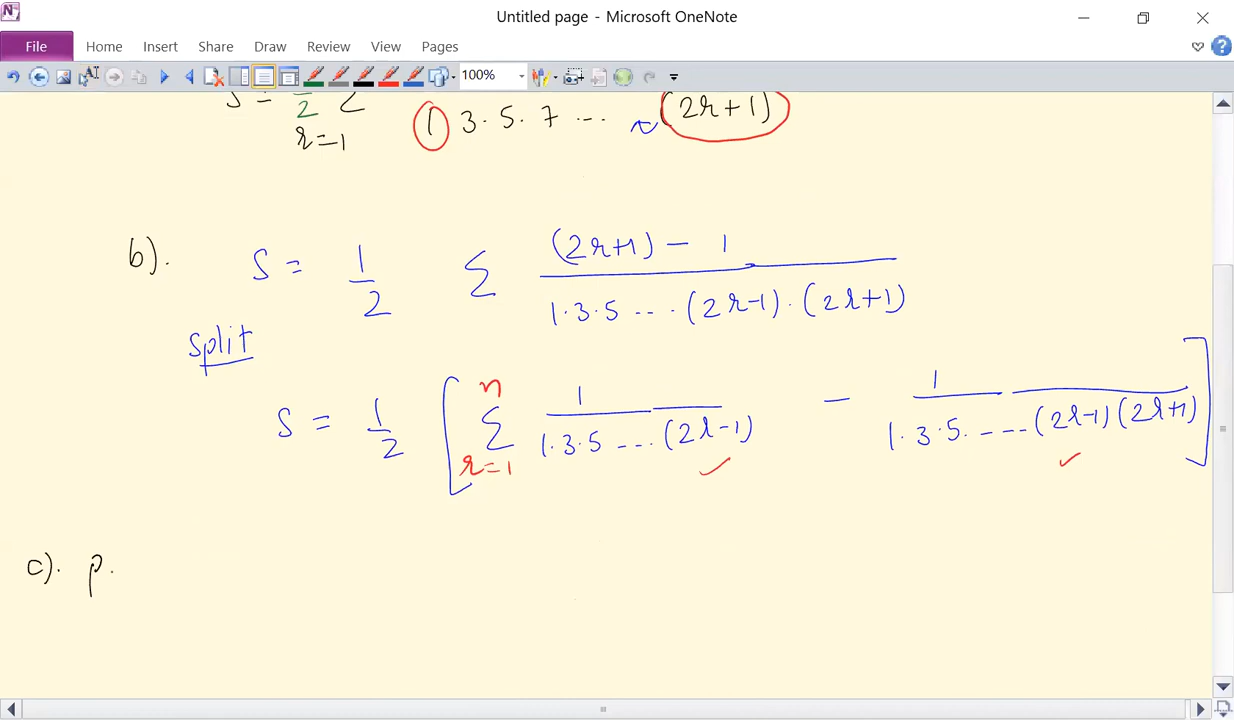 Untitled page - Microsoft OneNote
File Home Insert Share Draw Review View Pages
100%
S = 1/2 Σ r=1 1 3·5·7 ... (2r+1)
b). S = 1/2 Σ (2r+1) - 1 / 1·3·5 ... (2r-1)·(2r+1)
Split
S = 1/2 [ Σ r=1 n 1 / 1·3·5 ... (2r-1) - 1 / 1·3·5. ... (2r-1)(2r+1) ]
c). p.